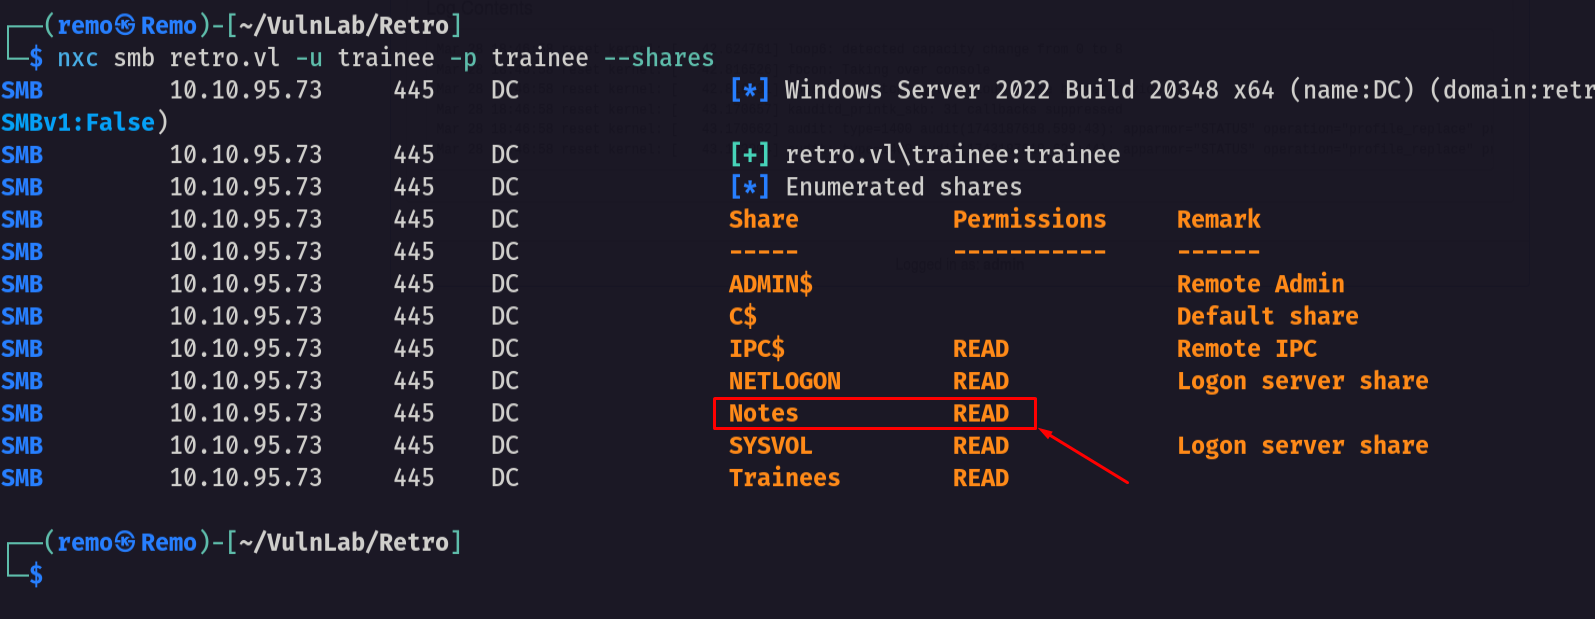 ┌──(remo㉿Remo)-[~/VulnLab/Retro]
└─$ nxc smb retro.vl -u trainee -p trainee --shares
SMB 10.10.95.73 445 DC [*] Windows Server 2022 Build 20348 x64 (name:DC) (domain:retr
SMBv1:False)
SMB 10.10.95.73 445 DC [+] retro.vl\trainee:trainee
SMB 10.10.95.73 445 DC [*] Enumerated shares
SMB 10.10.95.73 445 DC Share Permissions Remark
SMB 10.10.95.73 445 DC ----- ----------- ------
SMB 10.10.95.73 445 DC ADMIN$ Remote Admin
SMB 10.10.95.73 445 DC C$ Default share
SMB 10.10.95.73 445 DC IPC$ READ Remote IPC
SMB 10.10.95.73 445 DC NETLOGON READ Logon server share
SMB 10.10.95.73 445 DC Notes READ
SMB 10.10.95.73 445 DC SYSVOL READ Logon server share
SMB 10.10.95.73 445 DC Trainees READ
┌──(remo㉿Remo)-[~/VulnLab/Retro]
└─$